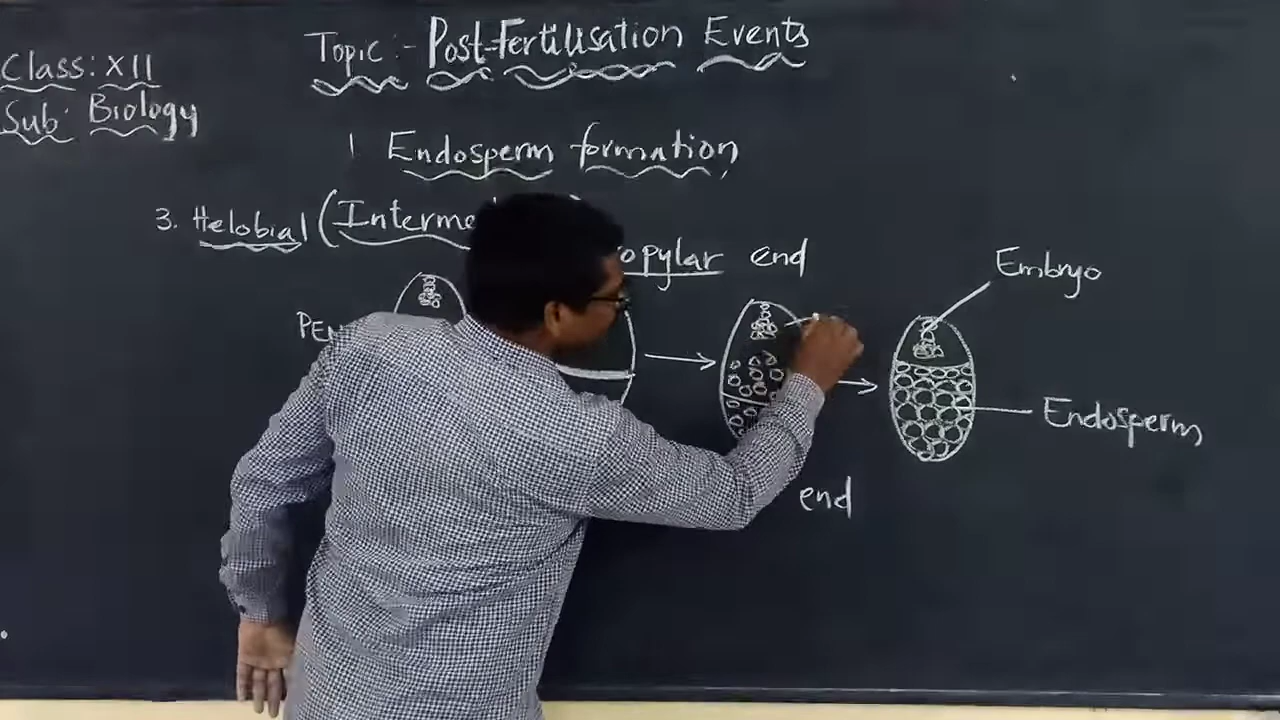 Class: XII
Sub: Biology
Topic :- Post-Fertilisation Events
1 Endosperm formation
3. Helobial (Interme
opylar end
Embryo
PEN
Endosperm
end